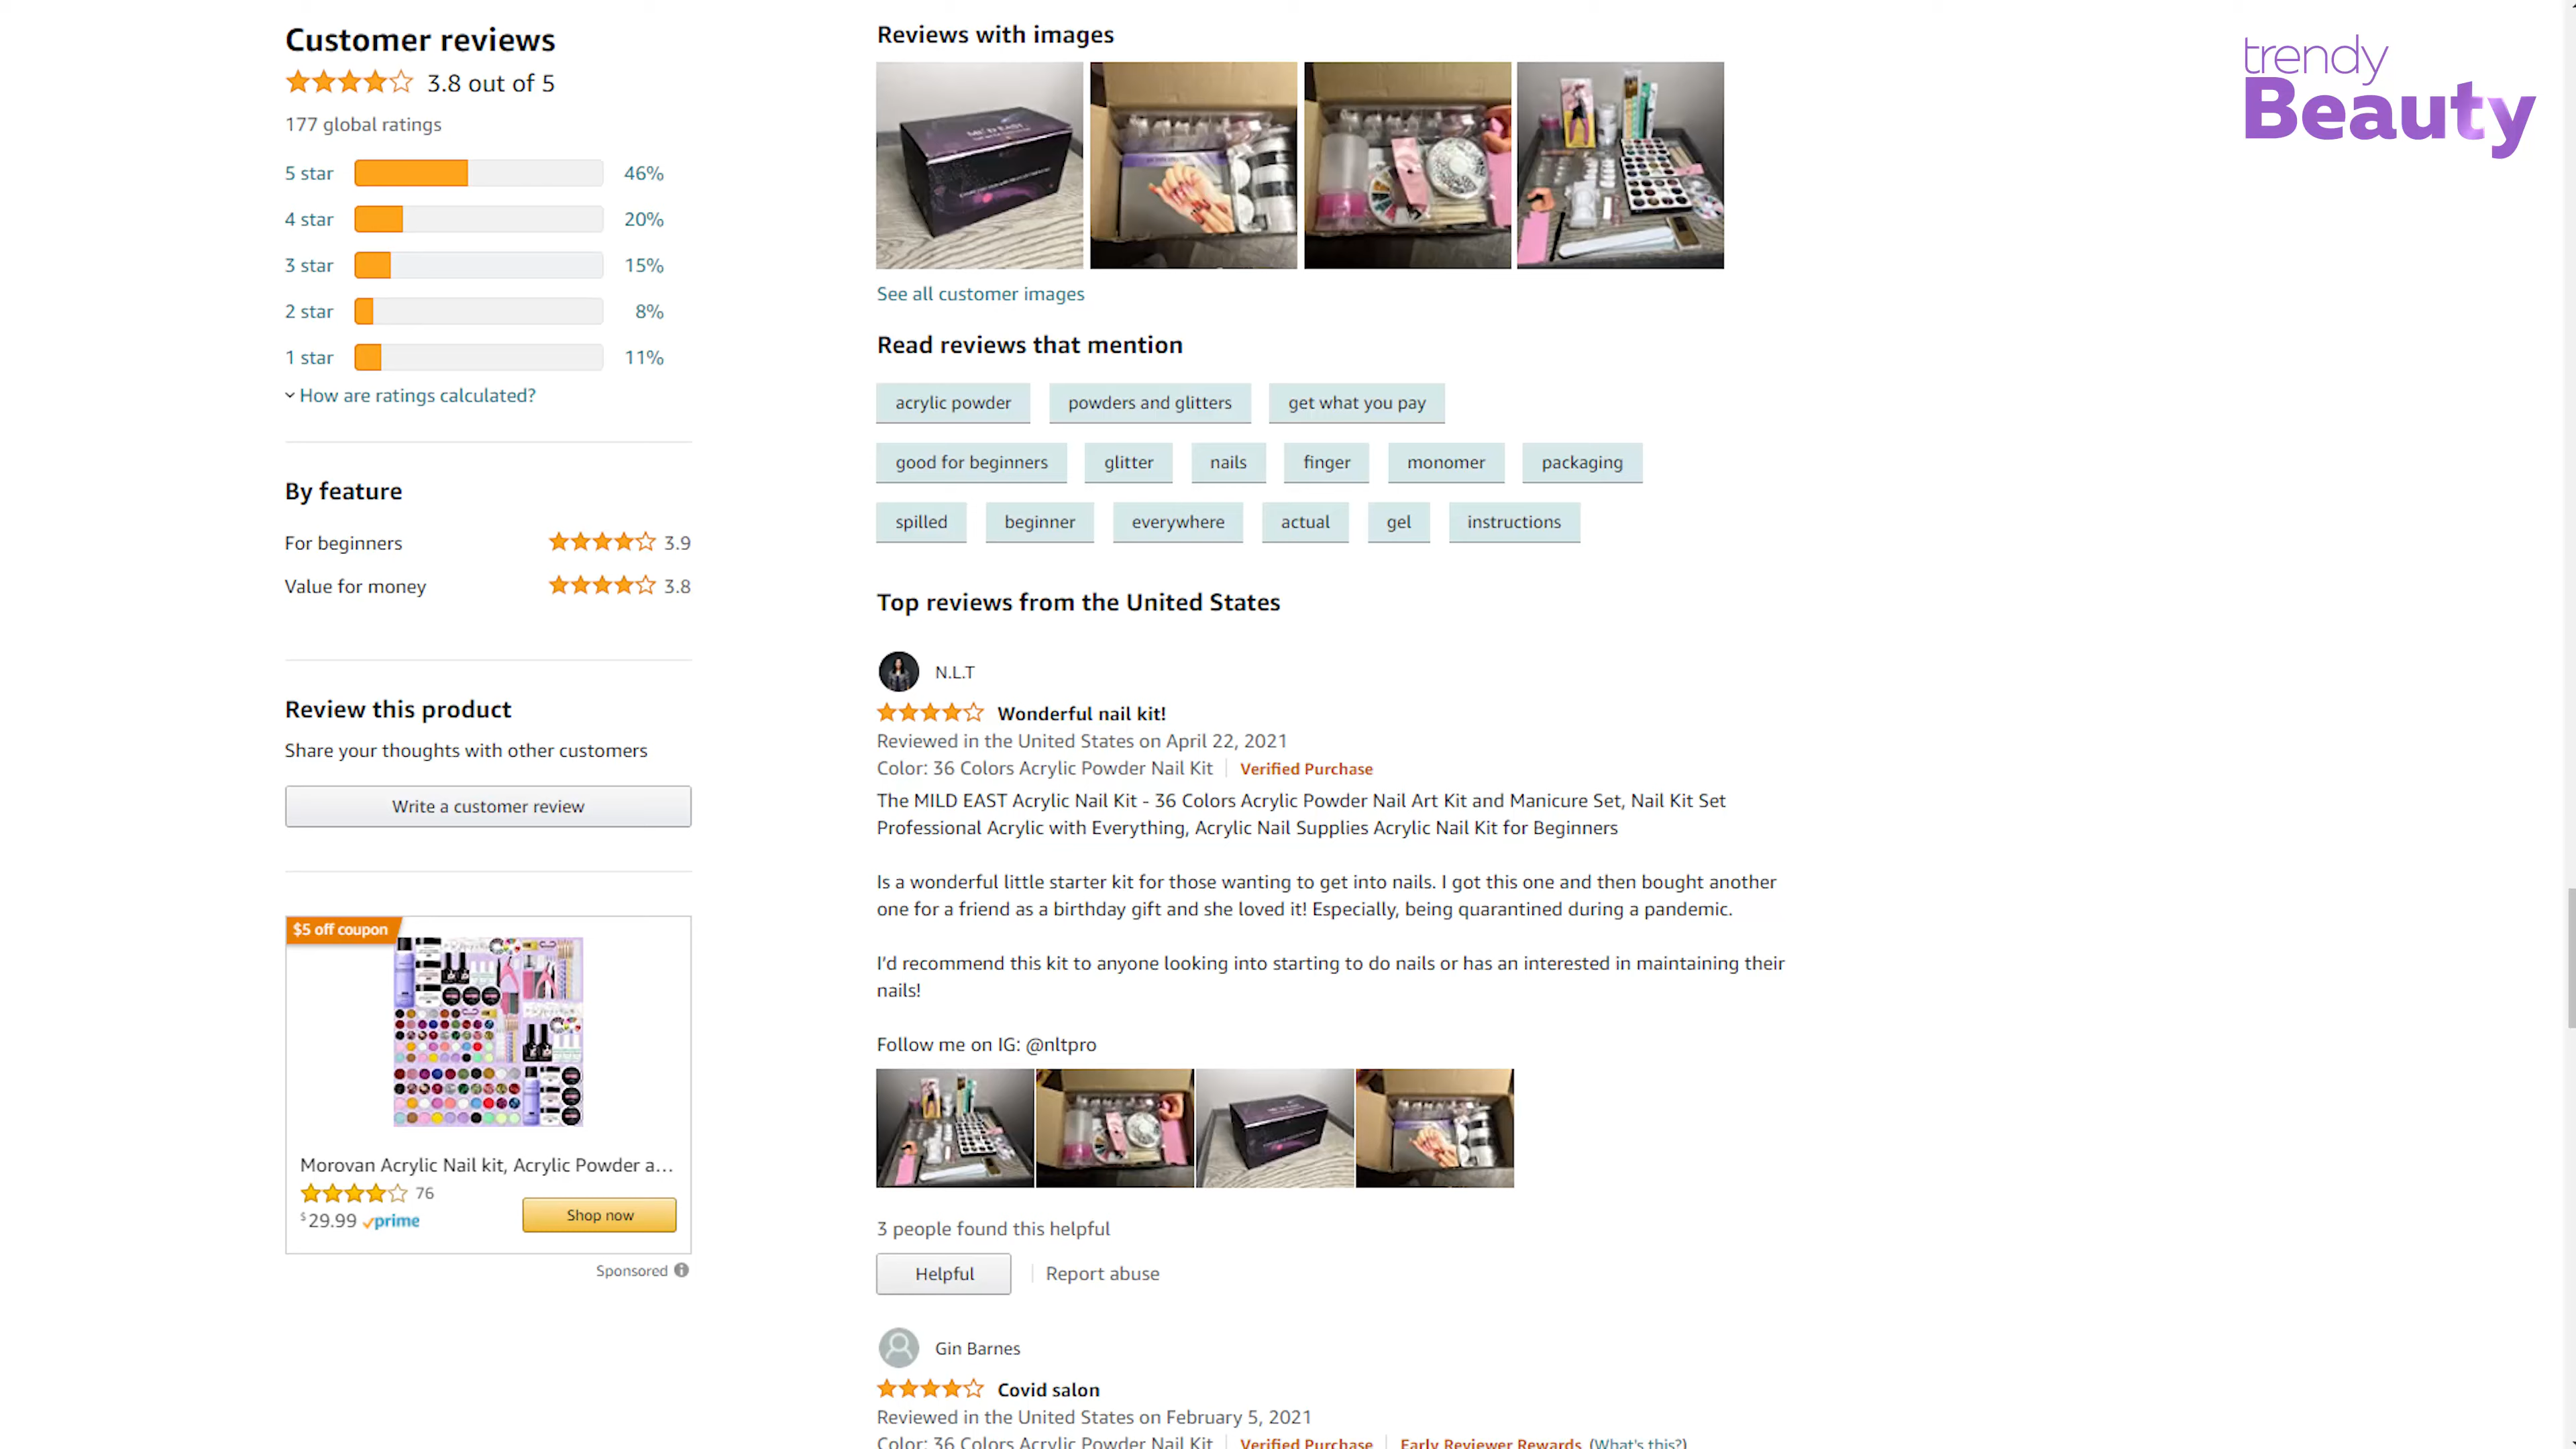 Customer reviews
3.8 out of 5
177 global ratings
5 star 46%
4 star 20%
3 star 15%
2 star 8%
1 star 11%
How are ratings calculated?
By feature
For beginners 3.9
Value for money 3.8
Review this product
Share your thoughts with other customers
Write a customer review
$5 off coupon
Morovan Acrylic Nail kit, Acrylic Powder a...
76
$29.99 prime
Shop now
Sponsored
Reviews with images
MILD EAST
See all customer images
Read reviews that mention
acrylic powder powders and glitters get what you pay
good for beginners glitter nails finger monomer packaging
spilled beginner everywhere actual gel instructions
Top reviews from the United States
N.L.T
Wonderful nail kit!
Reviewed in the United States on April 22, 2021
Color: 36 Colors Acrylic Powder Nail Kit Verified Purchase
The MILD EAST Acrylic Nail Kit - 36 Colors Acrylic Powder Nail Art Kit and Manicure Set, Nail Kit Set
Professional Acrylic with Everything, Acrylic Nail Supplies Acrylic Nail Kit for Beginners
Is a wonderful little starter kit for those wanting to get into nails. I got this one and then bought another
one for a friend as a birthday gift and she loved it! Especially, being quarantined during a pandemic.
I'd recommend this kit to anyone looking into starting to do nails or has an interested in maintaining their
nails!
Follow me on IG: @nltpro
3 people found this helpful
Helpful Report abuse
Gin Barnes
Covid salon
Reviewed in the United States on February 5, 2021
Color: 36 Colors Acrylic Powder Nail Kit Verified Purchase Early Reviewer Rewards (What's this?)
trendy
Beauty